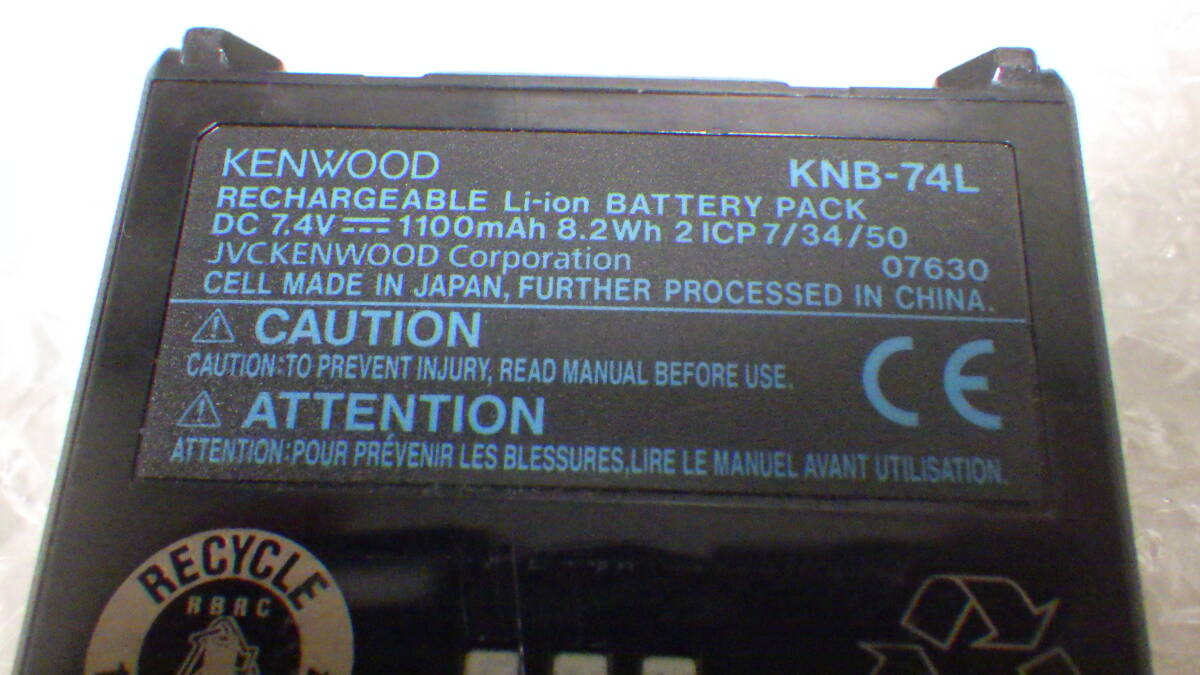 KENWOOD KNB-74L
RECHARGEABLE Li-ion BATTERY PACK
DC 7.4V 1100mAh 8.2Wh 2ICP7/34/50
JVCKENWOOD Corporation 07630
CELL MADE IN JAPAN, FURTHER PROCESSED IN CHINA.
CAUTION
CAUTION:TO PREVENT INJURY, READ MANUAL BEFORE USE.
CE
ATTENTION
ATTENTION:POUR PRÉVENIR LES BLESSURES,LIRE LE MANUEL AVANT UTILISATION.
RECYCLE
RBRC